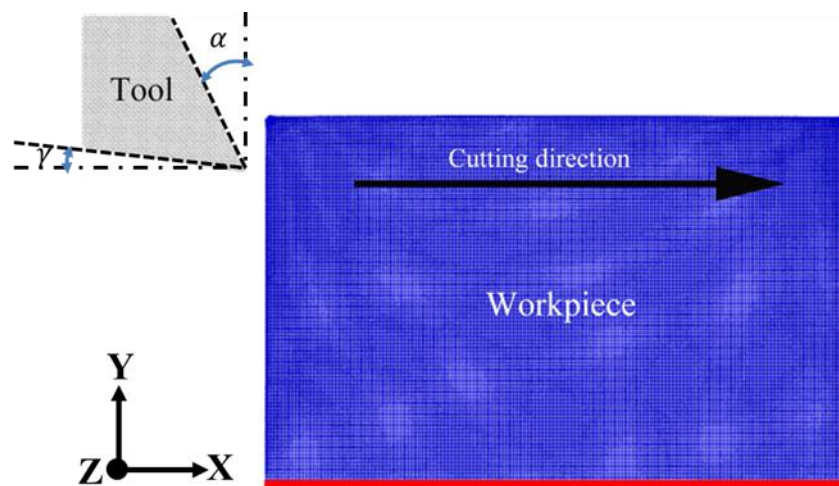 α
Tool
γ
Cutting direction
Workpiece
Y
Z
X